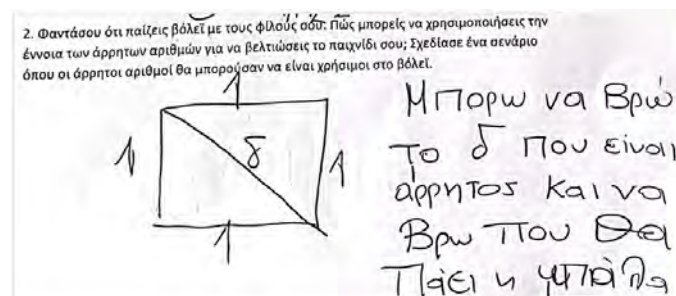 2. Φαντάσου ότι παίζεις βόλεϊ με τους φίλους σου. Πώς μπορείς να χρησιμοποιήσεις την
έννοια των άρρητων αριθμών για να βελτιώσεις το παιχνίδι σου; Σχεδίασε ένα σενάριο
όπου οι άρρητοι αριθμοί θα μπορούσαν να είναι χρήσιμοι στο βόλεϊ.
1
1 δ 1
1
Μπορω να Βρώ
το δ που είναι
άρρητος και να
Βρω που θα
Πάει η μπάλα